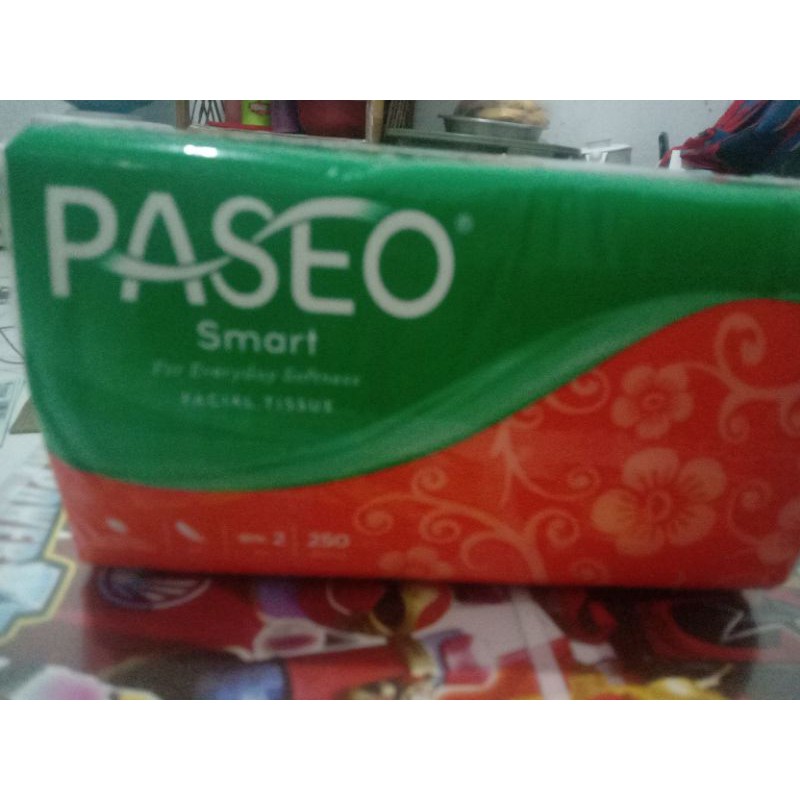 PASEO®
Smart
For Everyday Softness
FACIAL TISSUE
2 250